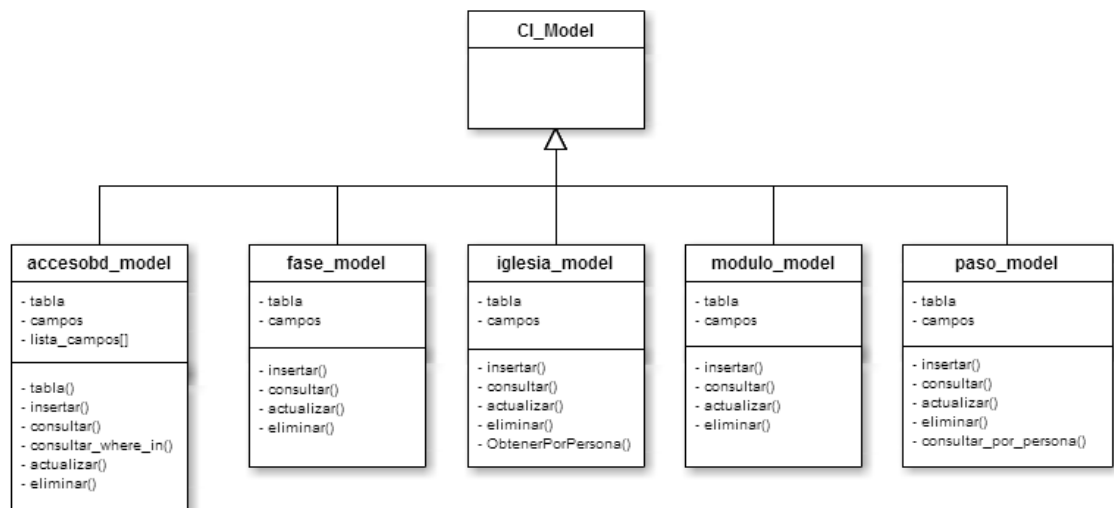 CI_Model
accesobd_model
- tabla
- campos
- lista_campos[]
- tabla()
- insertar()
- consultar()
- consultar_where_in()
- actualizar()
- eliminar()
fase_model
- tabla
- campos
- insertar()
- consultar()
- actualizar()
- eliminar()
iglesia_model
- tabla
- campos
- insertar()
- consultar()
- actualizar()
- eliminar()
- ObtenerPorPersona()
modulo_model
- tabla
- campos
- insertar()
- consultar()
- actualizar()
- eliminar()
paso_model
- tabla
- campos
- insertar()
- consultar()
- actualizar()
- eliminar()
- consultar_por_persona()